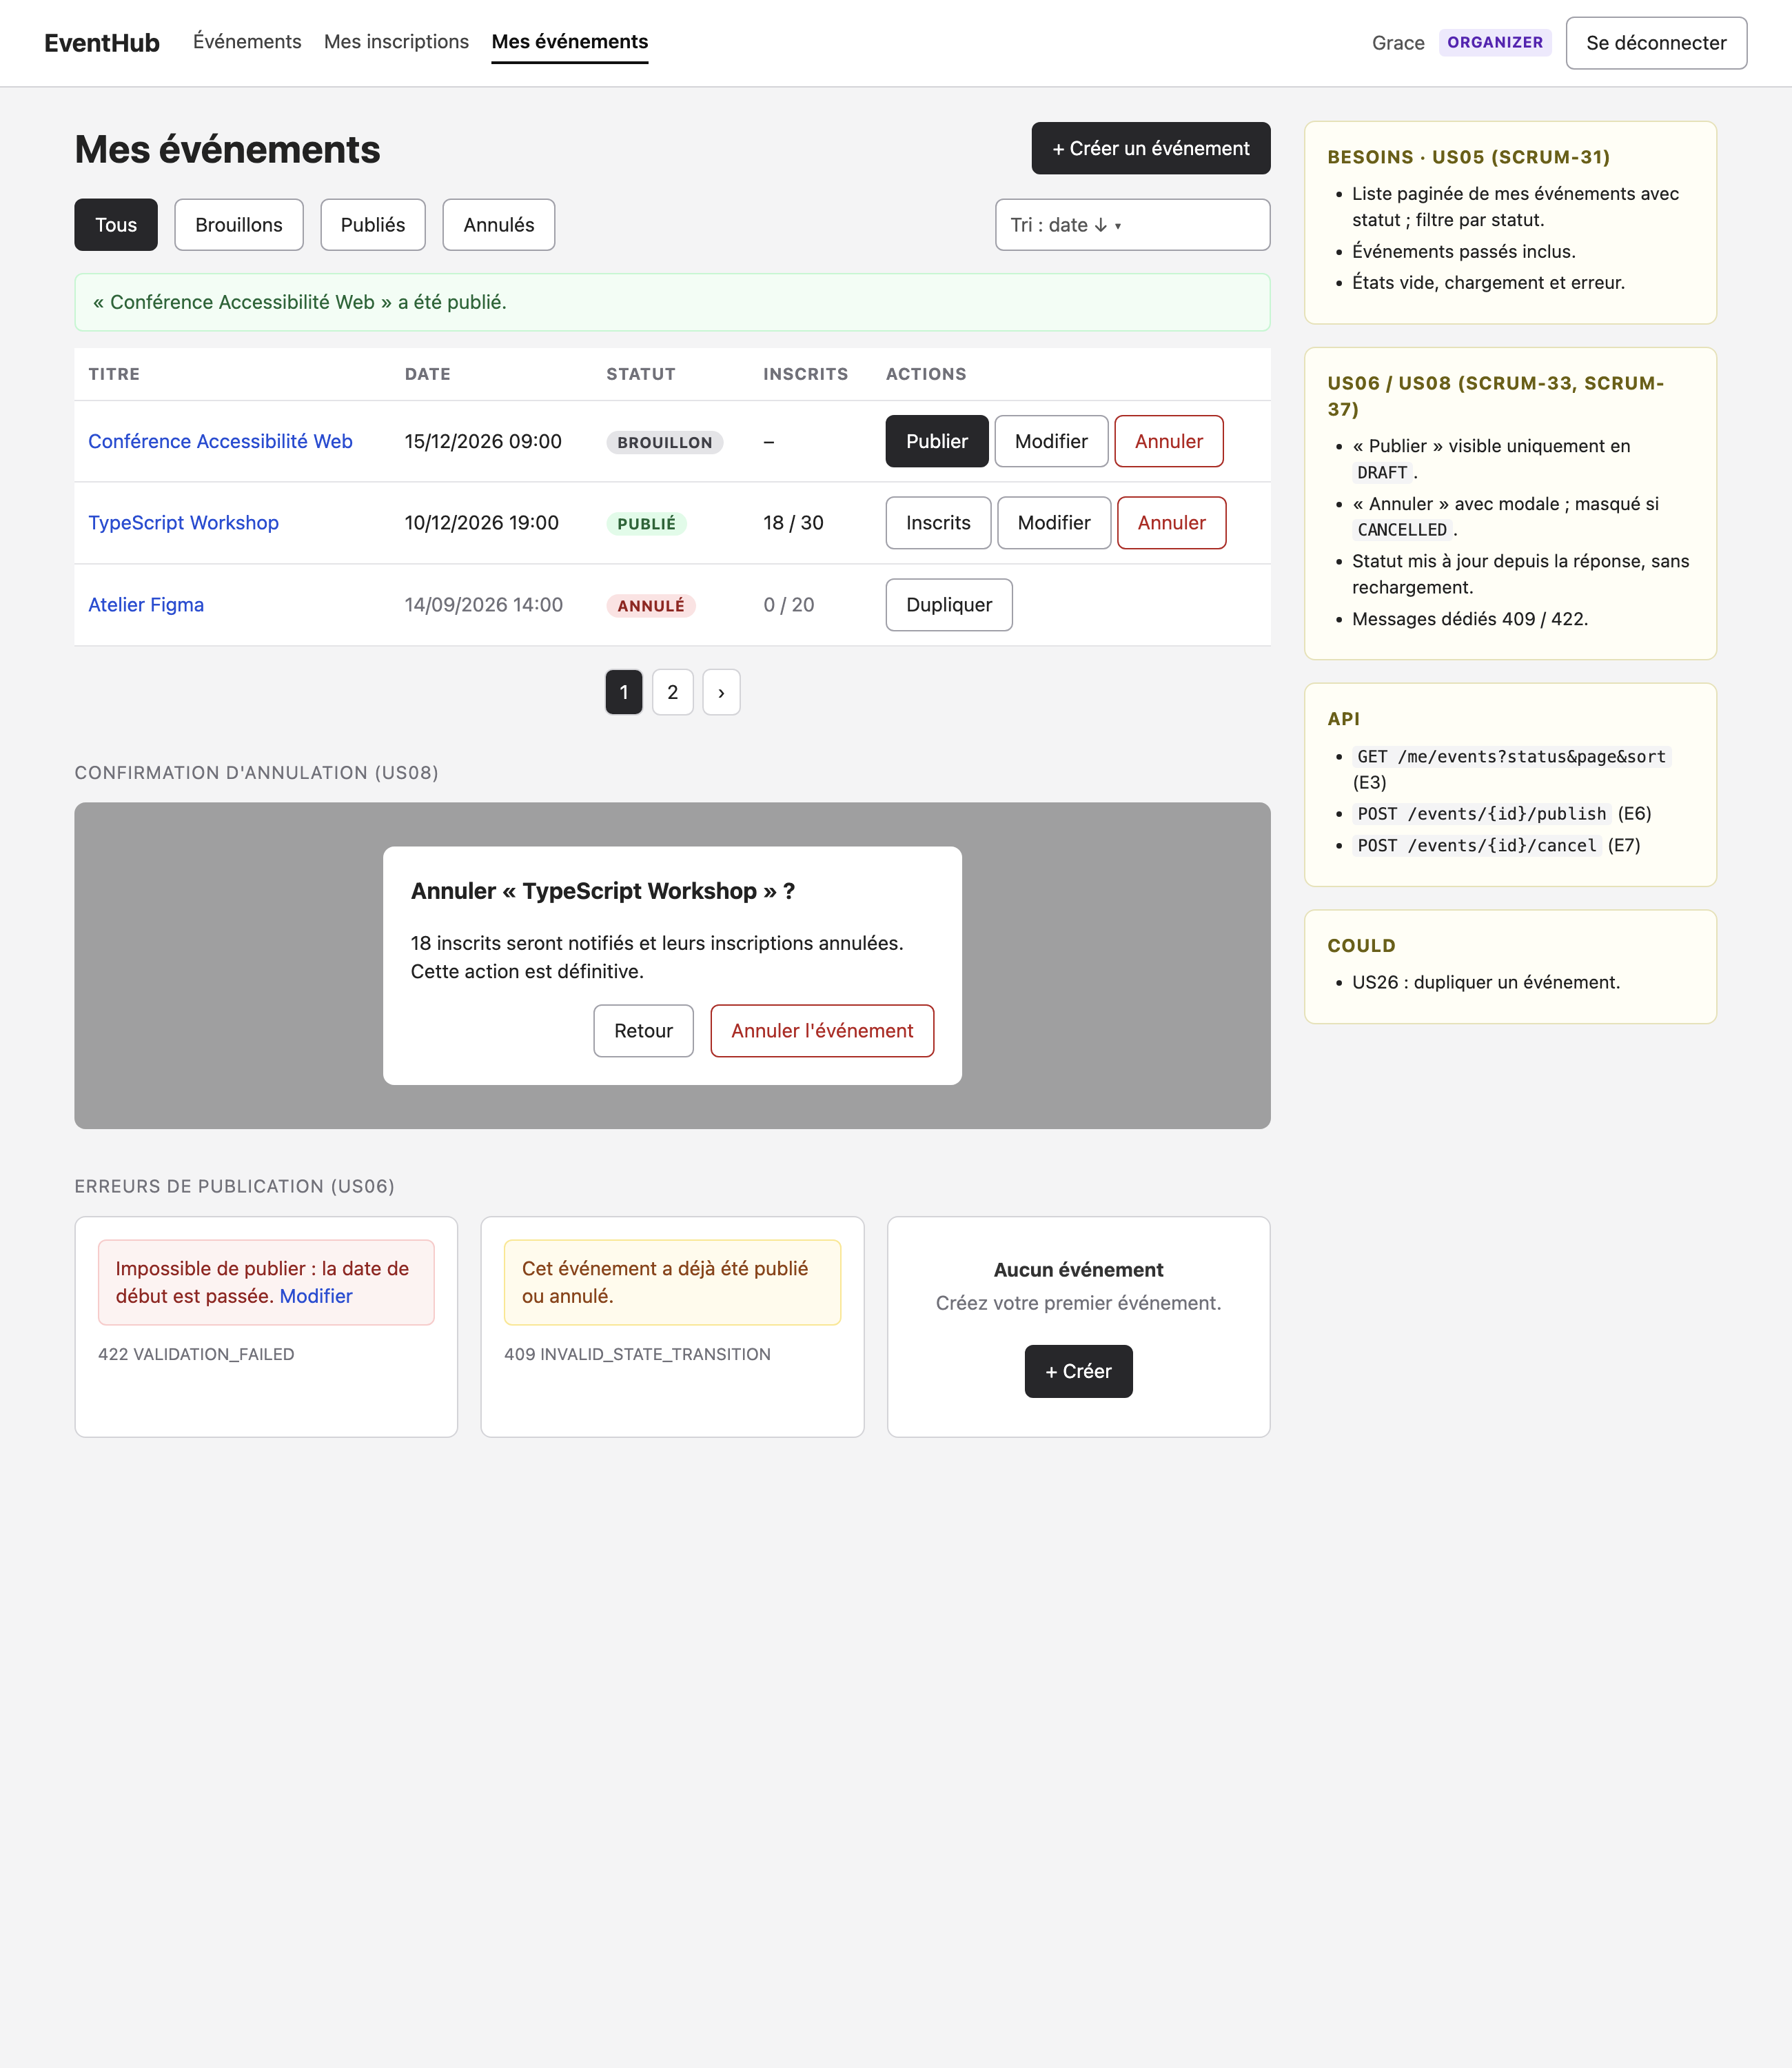 EventHub Événements Mes inscriptions Mes événements Grace ORGANIZER Se déconnecter
Mes événements
+ Créer un événement
Tous Brouillons Publiés Annulés Tri : date ↓ ▾
« Conférence Accessibilité Web » a été publié.
TITRE DATE STATUT INSCRITS ACTIONS
Conférence Accessibilité Web 15/12/2026 09:00 BROUILLON – Publier Modifier Annuler
TypeScript Workshop 10/12/2026 19:00 PUBLIÉ 18 / 30 Inscrits Modifier Annuler
Atelier Figma 14/09/2026 14:00 ANNULÉ 0 / 20 Dupliquer
1 2 ›
CONFIRMATION D'ANNULATION (US08)
Annuler « TypeScript Workshop » ?
18 inscrits seront notifiés et leurs inscriptions annulées.
Cette action est définitive.
Retour Annuler l'événement
ERREURS DE PUBLICATION (US06)
Impossible de publier : la date de
début est passée. Modifier
422 VALIDATION_FAILED
Cet événement a déjà été publié
ou annulé.
409 INVALID_STATE_TRANSITION
Aucun événement
Créez votre premier événement.
+ Créer
BESOINS · US05 (SCRUM-31)
• Liste paginée de mes événements avec
statut ; filtre par statut.
• Événements passés inclus.
• États vide, chargement et erreur.
US06 / US08 (SCRUM-33, SCRUM-
37)
• « Publier » visible uniquement en
DRAFT .
• « Annuler » avec modale ; masqué si
CANCELLED .
• Statut mis à jour depuis la réponse, sans
rechargement.
• Messages dédiés 409 / 422.
API
• GET /me/events?status&page&sort
(E3)
• POST /events/{id}/publish (E6)
• POST /events/{id}/cancel (E7)
COULD
• US26 : dupliquer un événement.